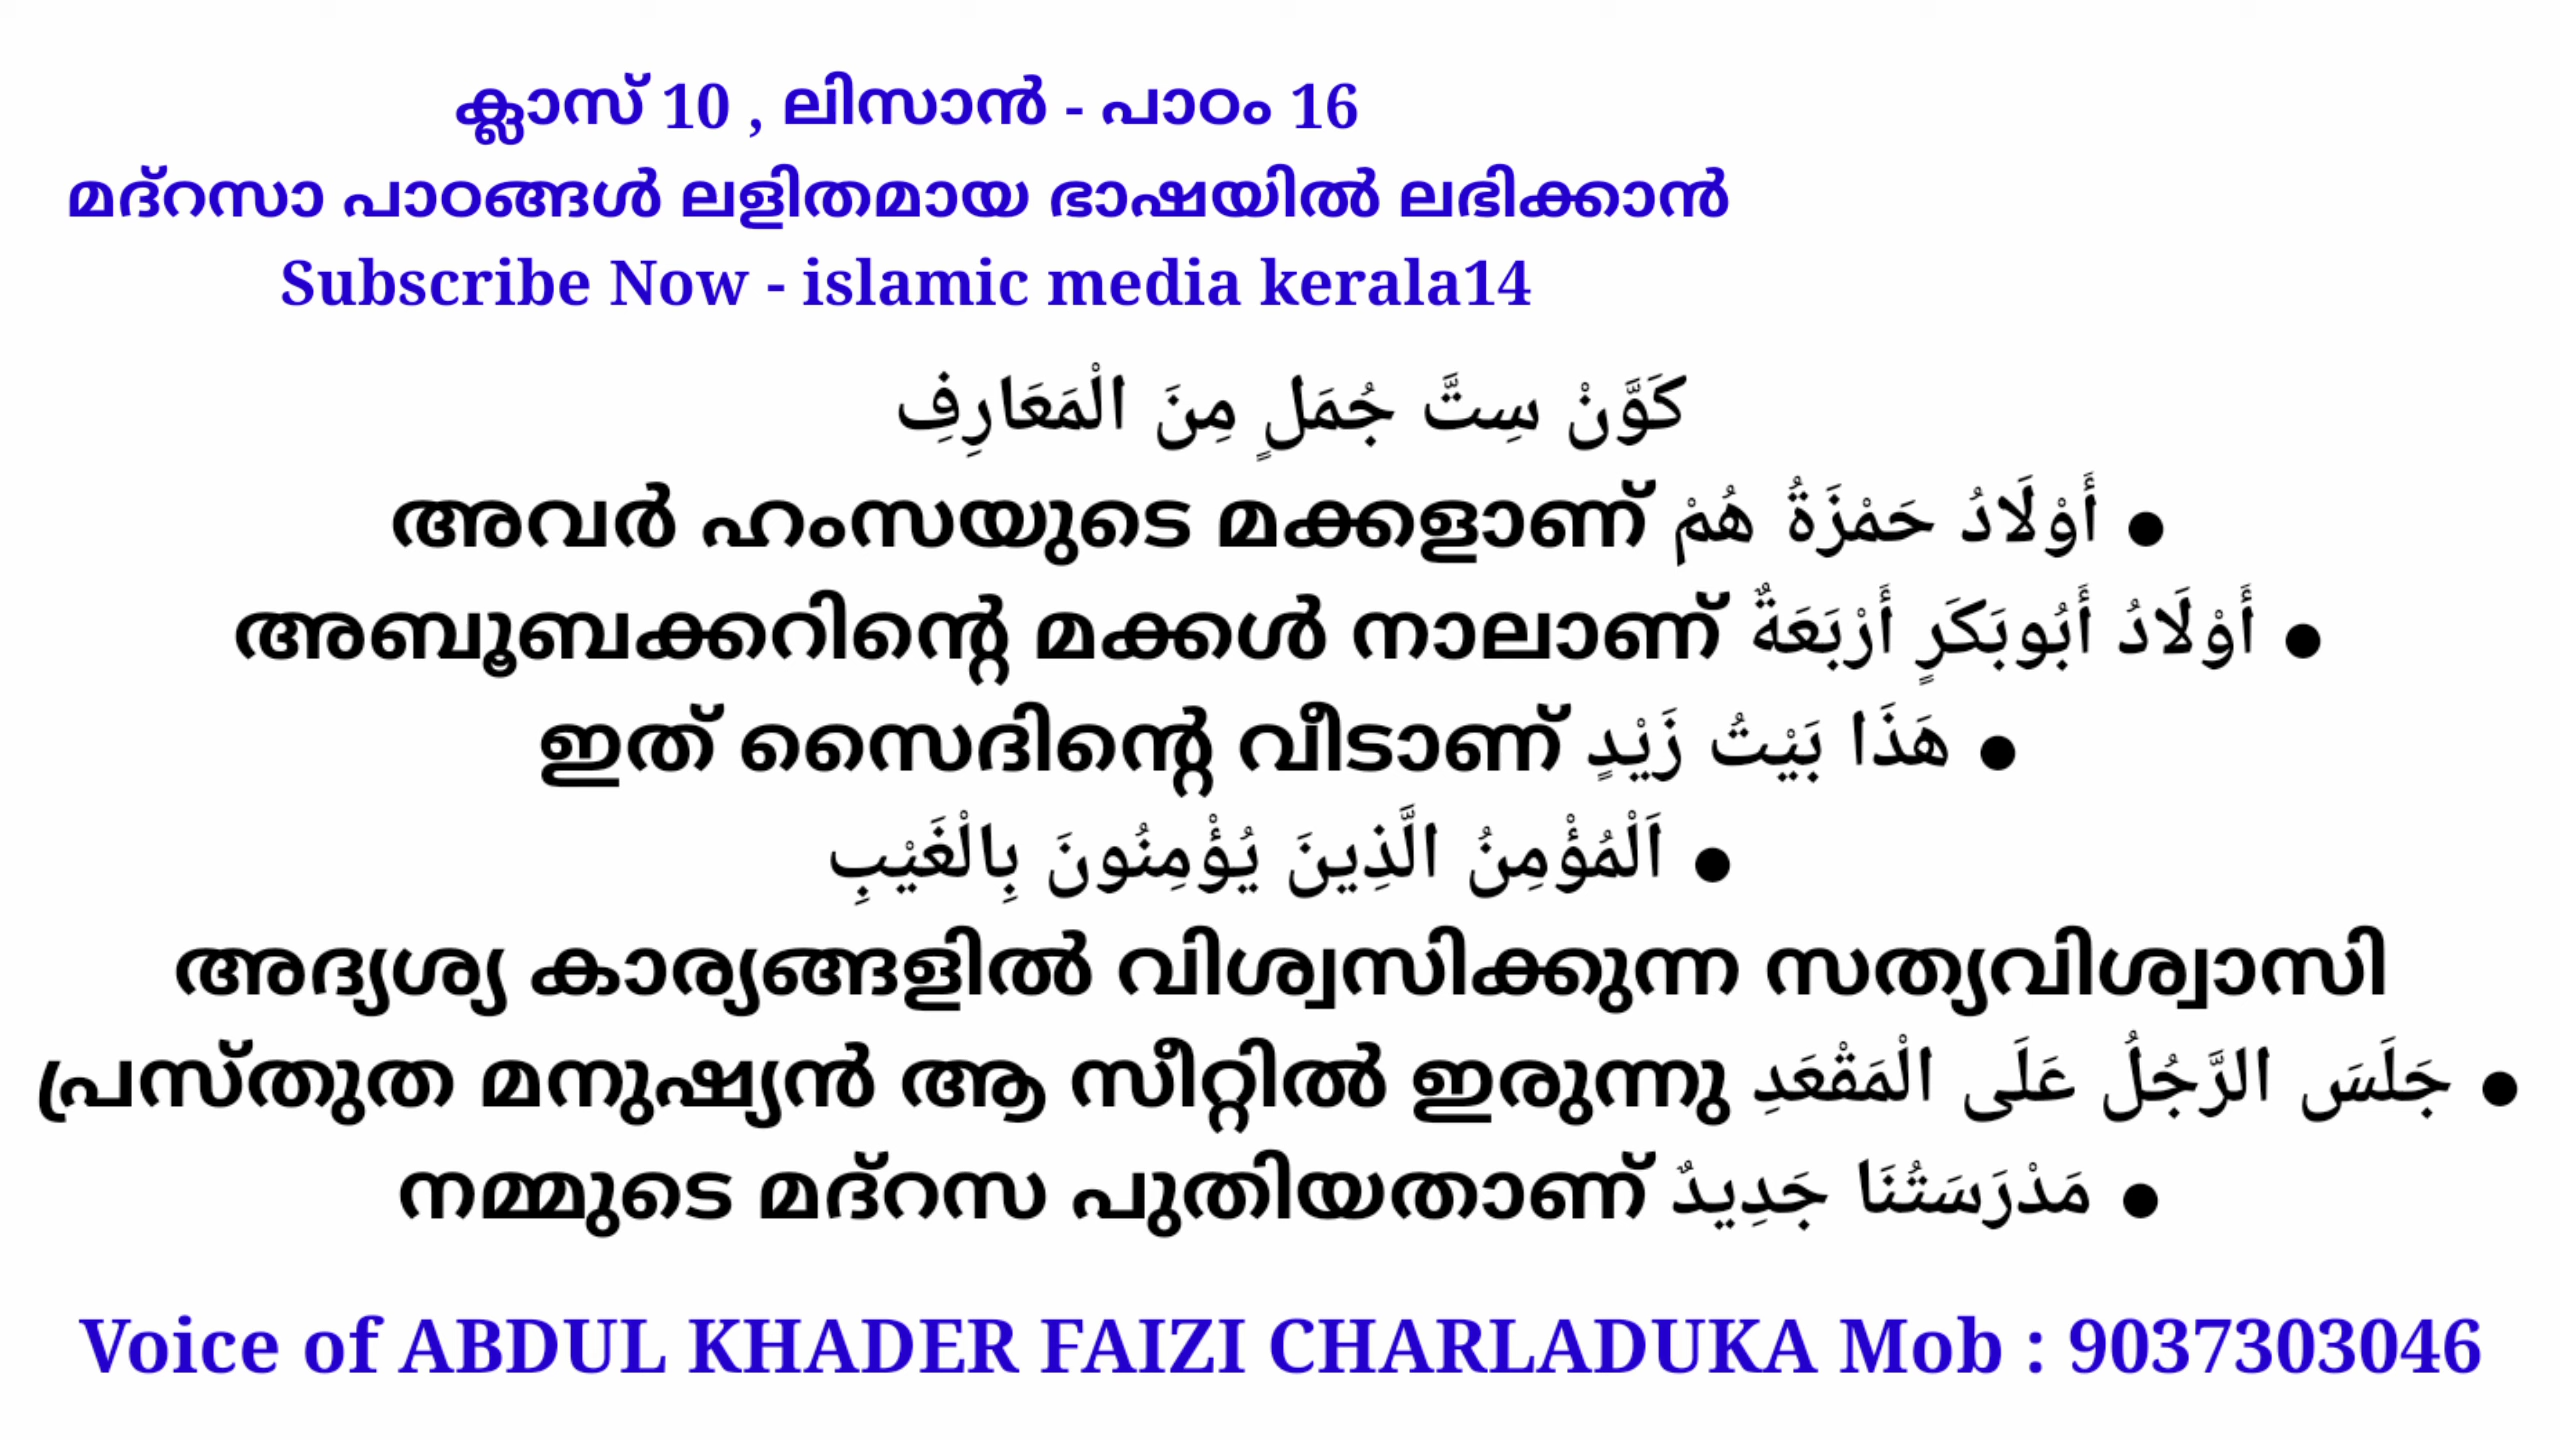 ക്ലാസ് 10 , ലിസാൻ - പാഠം 16
മദ്റസാ പാഠങ്ങൾ ലളിതമായ ഭാഷയിൽ ലഭിക്കാൻ
Subscribe Now - islamic media kerala14
كَوَّنْ سِتَّ جُمَلٍ مِنَ الْمَعَارِفِ
● أَوْلَادُ حَمْزَةُ هُمْ അവർ ഹംസയുടെ മക്കളാണ്
● أَوْلَادُ أَبُوبَكَرٍ أَرْبَعَةٌ അബൂബക്കറിന്റെ മക്കൾ നാലാണ്
● هَذَا بَيْتُ زَيْدٍ ഇത് സൈദിന്റെ വീടാണ്
● اَلْمُؤْمِنُ الَّذِينَ يُؤْمِنُونَ بِالْغَيْبِ
അദ്യശ്യ കാര്യങ്ങളിൽ വിശ്വസിക്കുന്ന സത്യവിശ്വാസി
● جَلَسَ الرَّجُلُ عَلَى الْمَقْعَدِ പ്രസ്തുത മനുഷ്യൻ ആ സീറ്റിൽ ഇരുന്നു
● مَدْرَسَتُنَا جَدِيدٌ നമ്മുടെ മദ്റസ പുതിയതാണ്
Voice of ABDUL KHADER FAIZI CHARLADUKA Mob : 9037303046